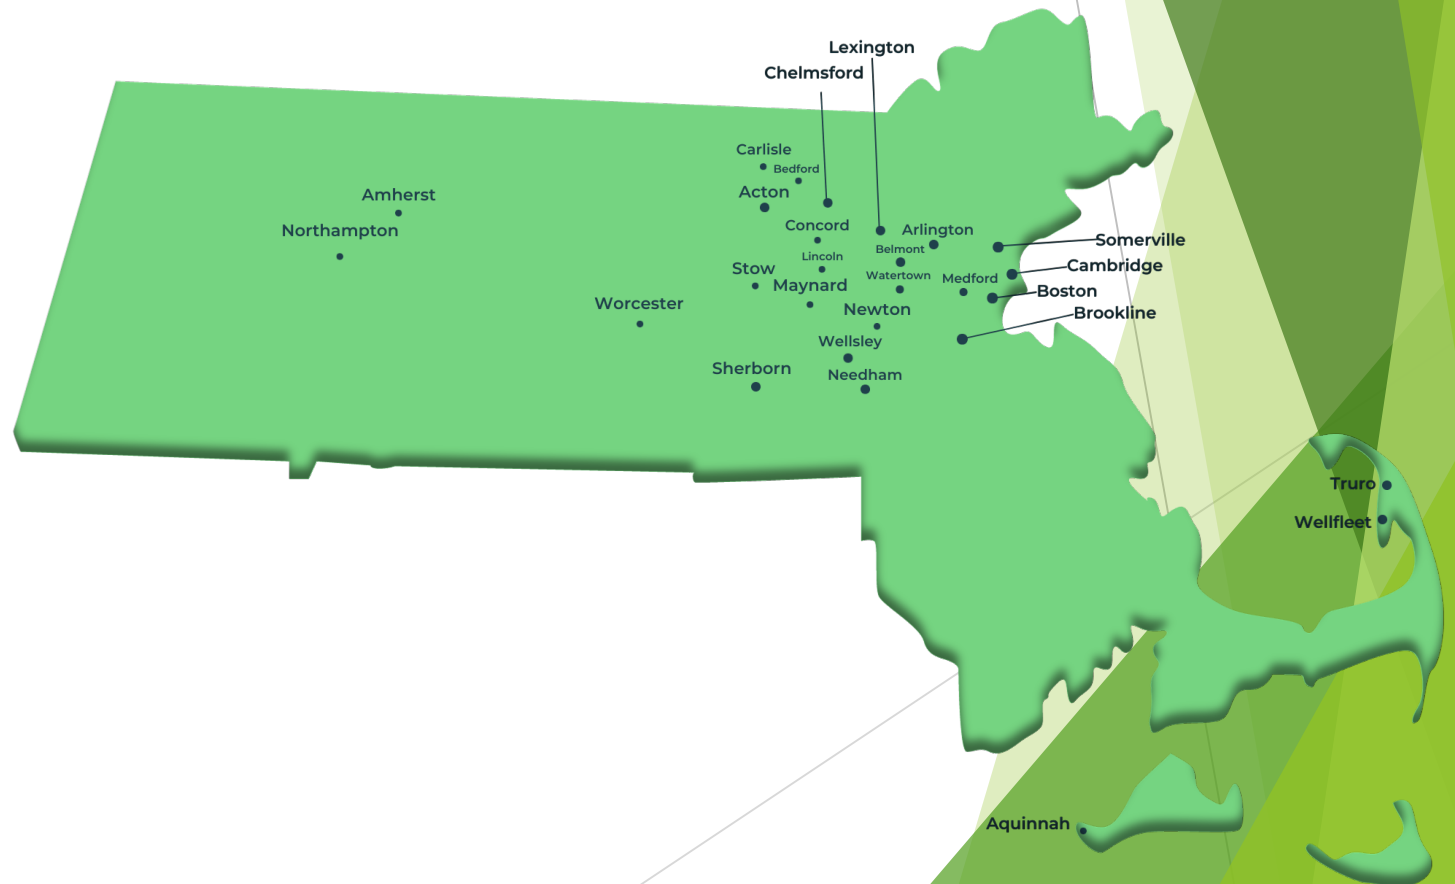 Lexington
Chelmsford
Carlisle
Bedford
Acton
Amherst
Concord
Arlington
Northampton
Somerville
Belmont
Lincoln
Cambridge
Stow
Watertown
Medford
Maynard
Boston
Worcester
Newton
Brookline
Wellsley
Sherborn
Needham
Truro
Wellfleet
Aquinnah